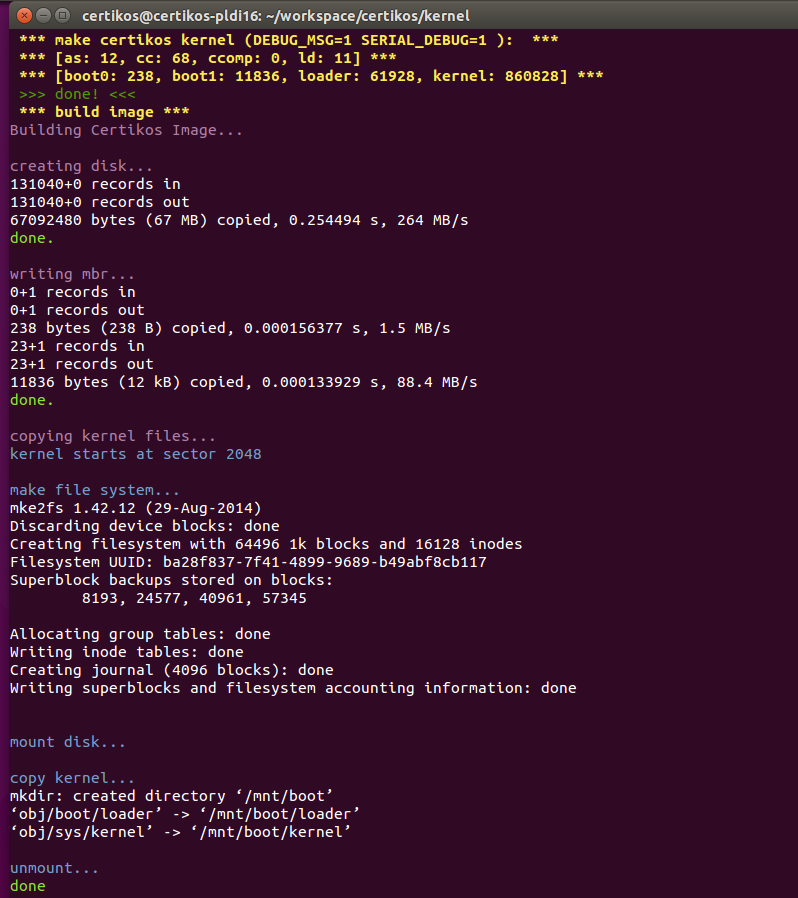 certikos@certikos-pldi16: ~/workspace/certikos/kernel
*** make certikos kernel (DEBUG_MSG=1 SERIAL_DEBUG=1 ):  ***
*** [as: 12, cc: 68, ccomp: 0, ld: 11] ***
*** [boot0: 238, boot1: 11836, loader: 61928, kernel: 860828] ***
>>> done! <<<
*** build image ***
Building Certikos Image...
creating disk...
131040+0 records in
131040+0 records out
67092480 bytes (67 MB) copied, 0.254494 s, 264 MB/s
done.
writing mbr...
0+1 records in
0+1 records out
238 bytes (238 B) copied, 0.000156377 s, 1.5 MB/s
23+1 records in
23+1 records out
11836 bytes (12 kB) copied, 0.000133929 s, 88.4 MB/s
done.
copying kernel files...
kernel starts at sector 2048
make file system...
mke2fs 1.42.12 (29-Aug-2014)
Discarding device blocks: done
Creating filesystem with 64496 1k blocks and 16128 inodes
Filesystem UUID: ba28f837-7f41-4899-9689-b49abf8cb117
Superblock backups stored on blocks:
8193, 24577, 40961, 57345
Allocating group tables: done
Writing inode tables: done
Creating journal (4096 blocks): done
Writing superblocks and filesystem accounting information: done
mount disk...
copy kernel...
mkdir: created directory ‘/mnt/boot’
‘obj/boot/loader’ -> ‘/mnt/boot/loader’
‘obj/sys/kernel’ -> ‘/mnt/boot/kernel’
unmount...
done